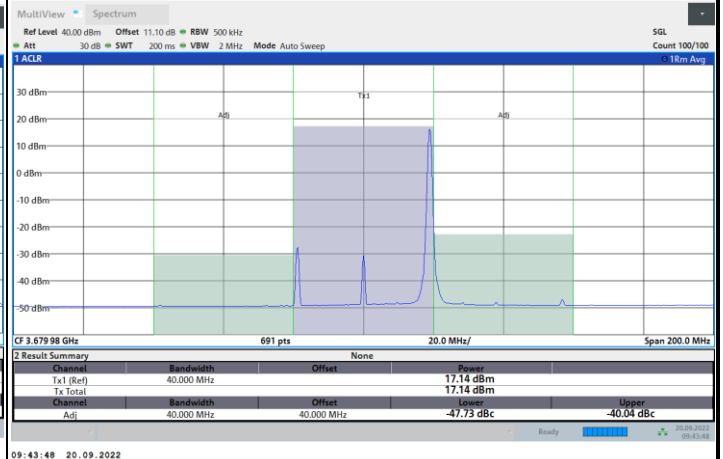 MultiView Spectrum
Ref Level 40.00 dBm Offset 11.10 dB RBW 500 kHz SGL
Att 30 dB SWT 200 ms VBW 2 MHz Mode Auto Sweep Count 100/100
1 ACLR 1Rm Avg
30 dBm
Tx1
20 dBm
Adj Adj
10 dBm
0 dBm
-10 dBm
-20 dBm
-30 dBm
-40 dBm
-50 dBm
CF 3.679 98 GHz 691 pts 20.0 MHz/ Span 200.0 MHz
2 Result Summary None
Channel Bandwidth Offset Power
Tx1 (Ref) 40.000 MHz 17.14 dBm
Tx Total 17.14 dBm
Channel Bandwidth Offset Lower Upper
Adj 40.000 MHz 40.000 MHz -47.73 dBc -40.04 dBc
Ready 20.09.2022
09:43:48
09:43:48 20.09.2022